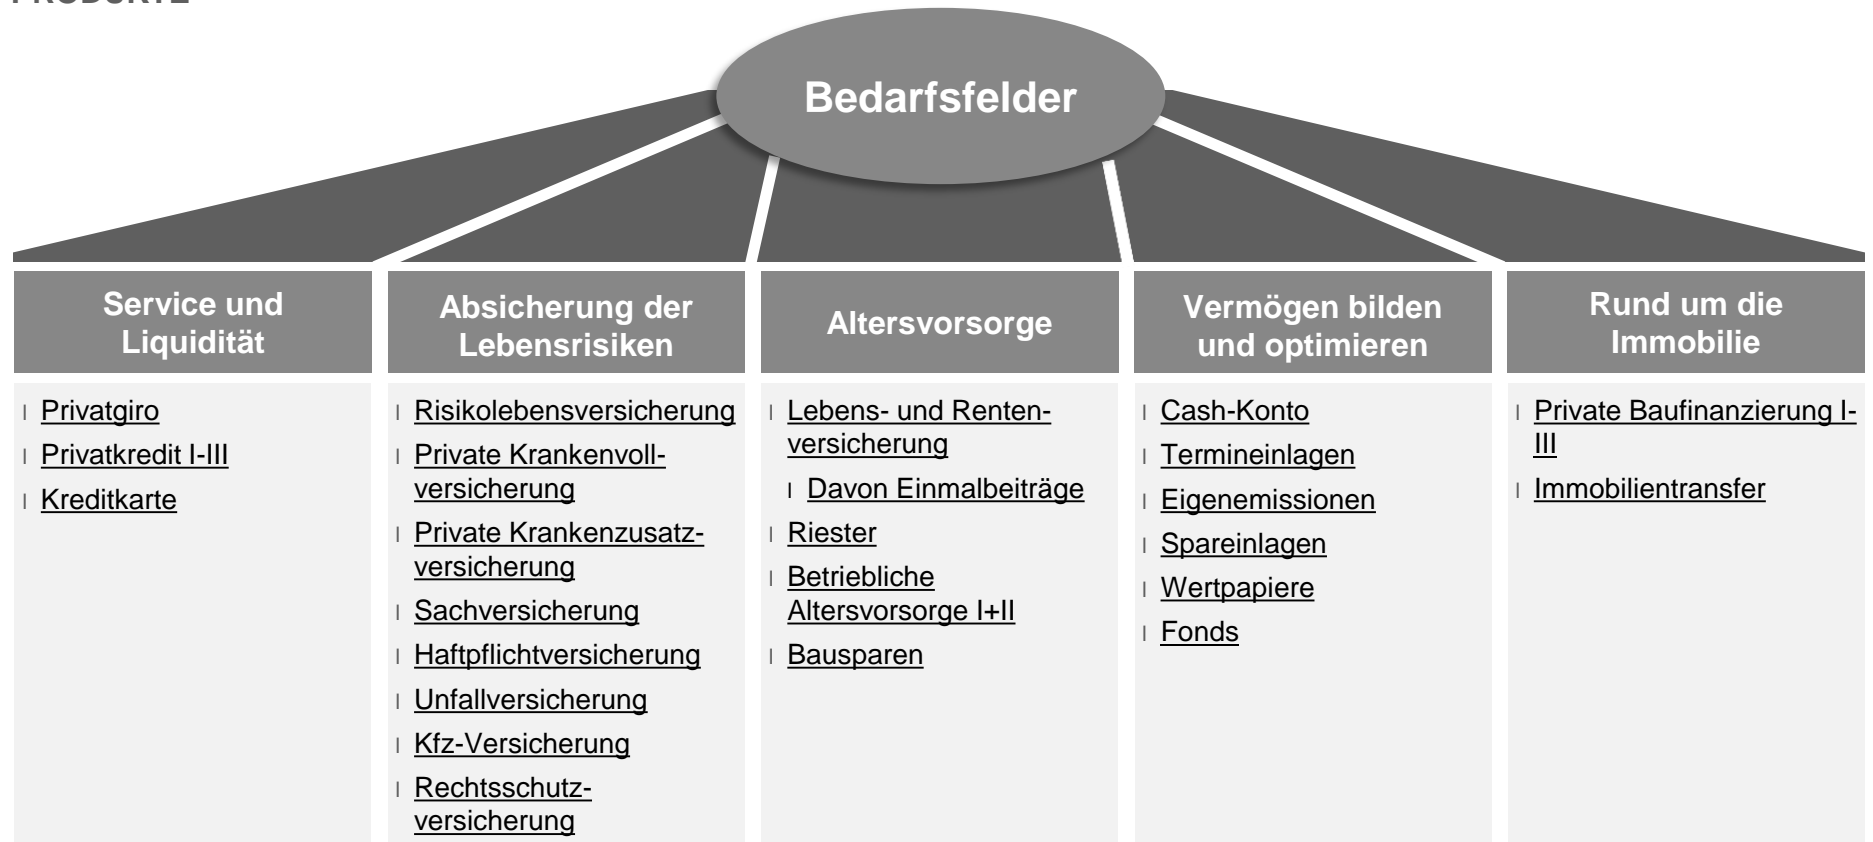 PRODUKTE
Bedarfsfelder
Service und
Liquidität
Privatgiro
Privatkredit I-III
Kreditkarte
Absicherung der
Lebensrisiken
Risikolebensversicherung
Private Krankenvoll-
versicherung
Private Krankenzusatz-
versicherung
Sachversicherung
Haftpflichtversicherung
Unfallversicherung
Kfz-Versicherung
Rechtsschutz-
versicherung
Altersvorsorge
Lebens- und Renten-
versicherung
Davon Einmalbeiträge
Riester
Betriebliche
Altersvorsorge I+II
Bausparen
Vermögen bilden
und optimieren
Cash-Konto
Termineinlagen
Eigenemissionen
Spareinlagen
Wertpapiere
Fonds
Rund um die
Immobilie
Private Baufinanzierung I-
III
Immobilientransfer